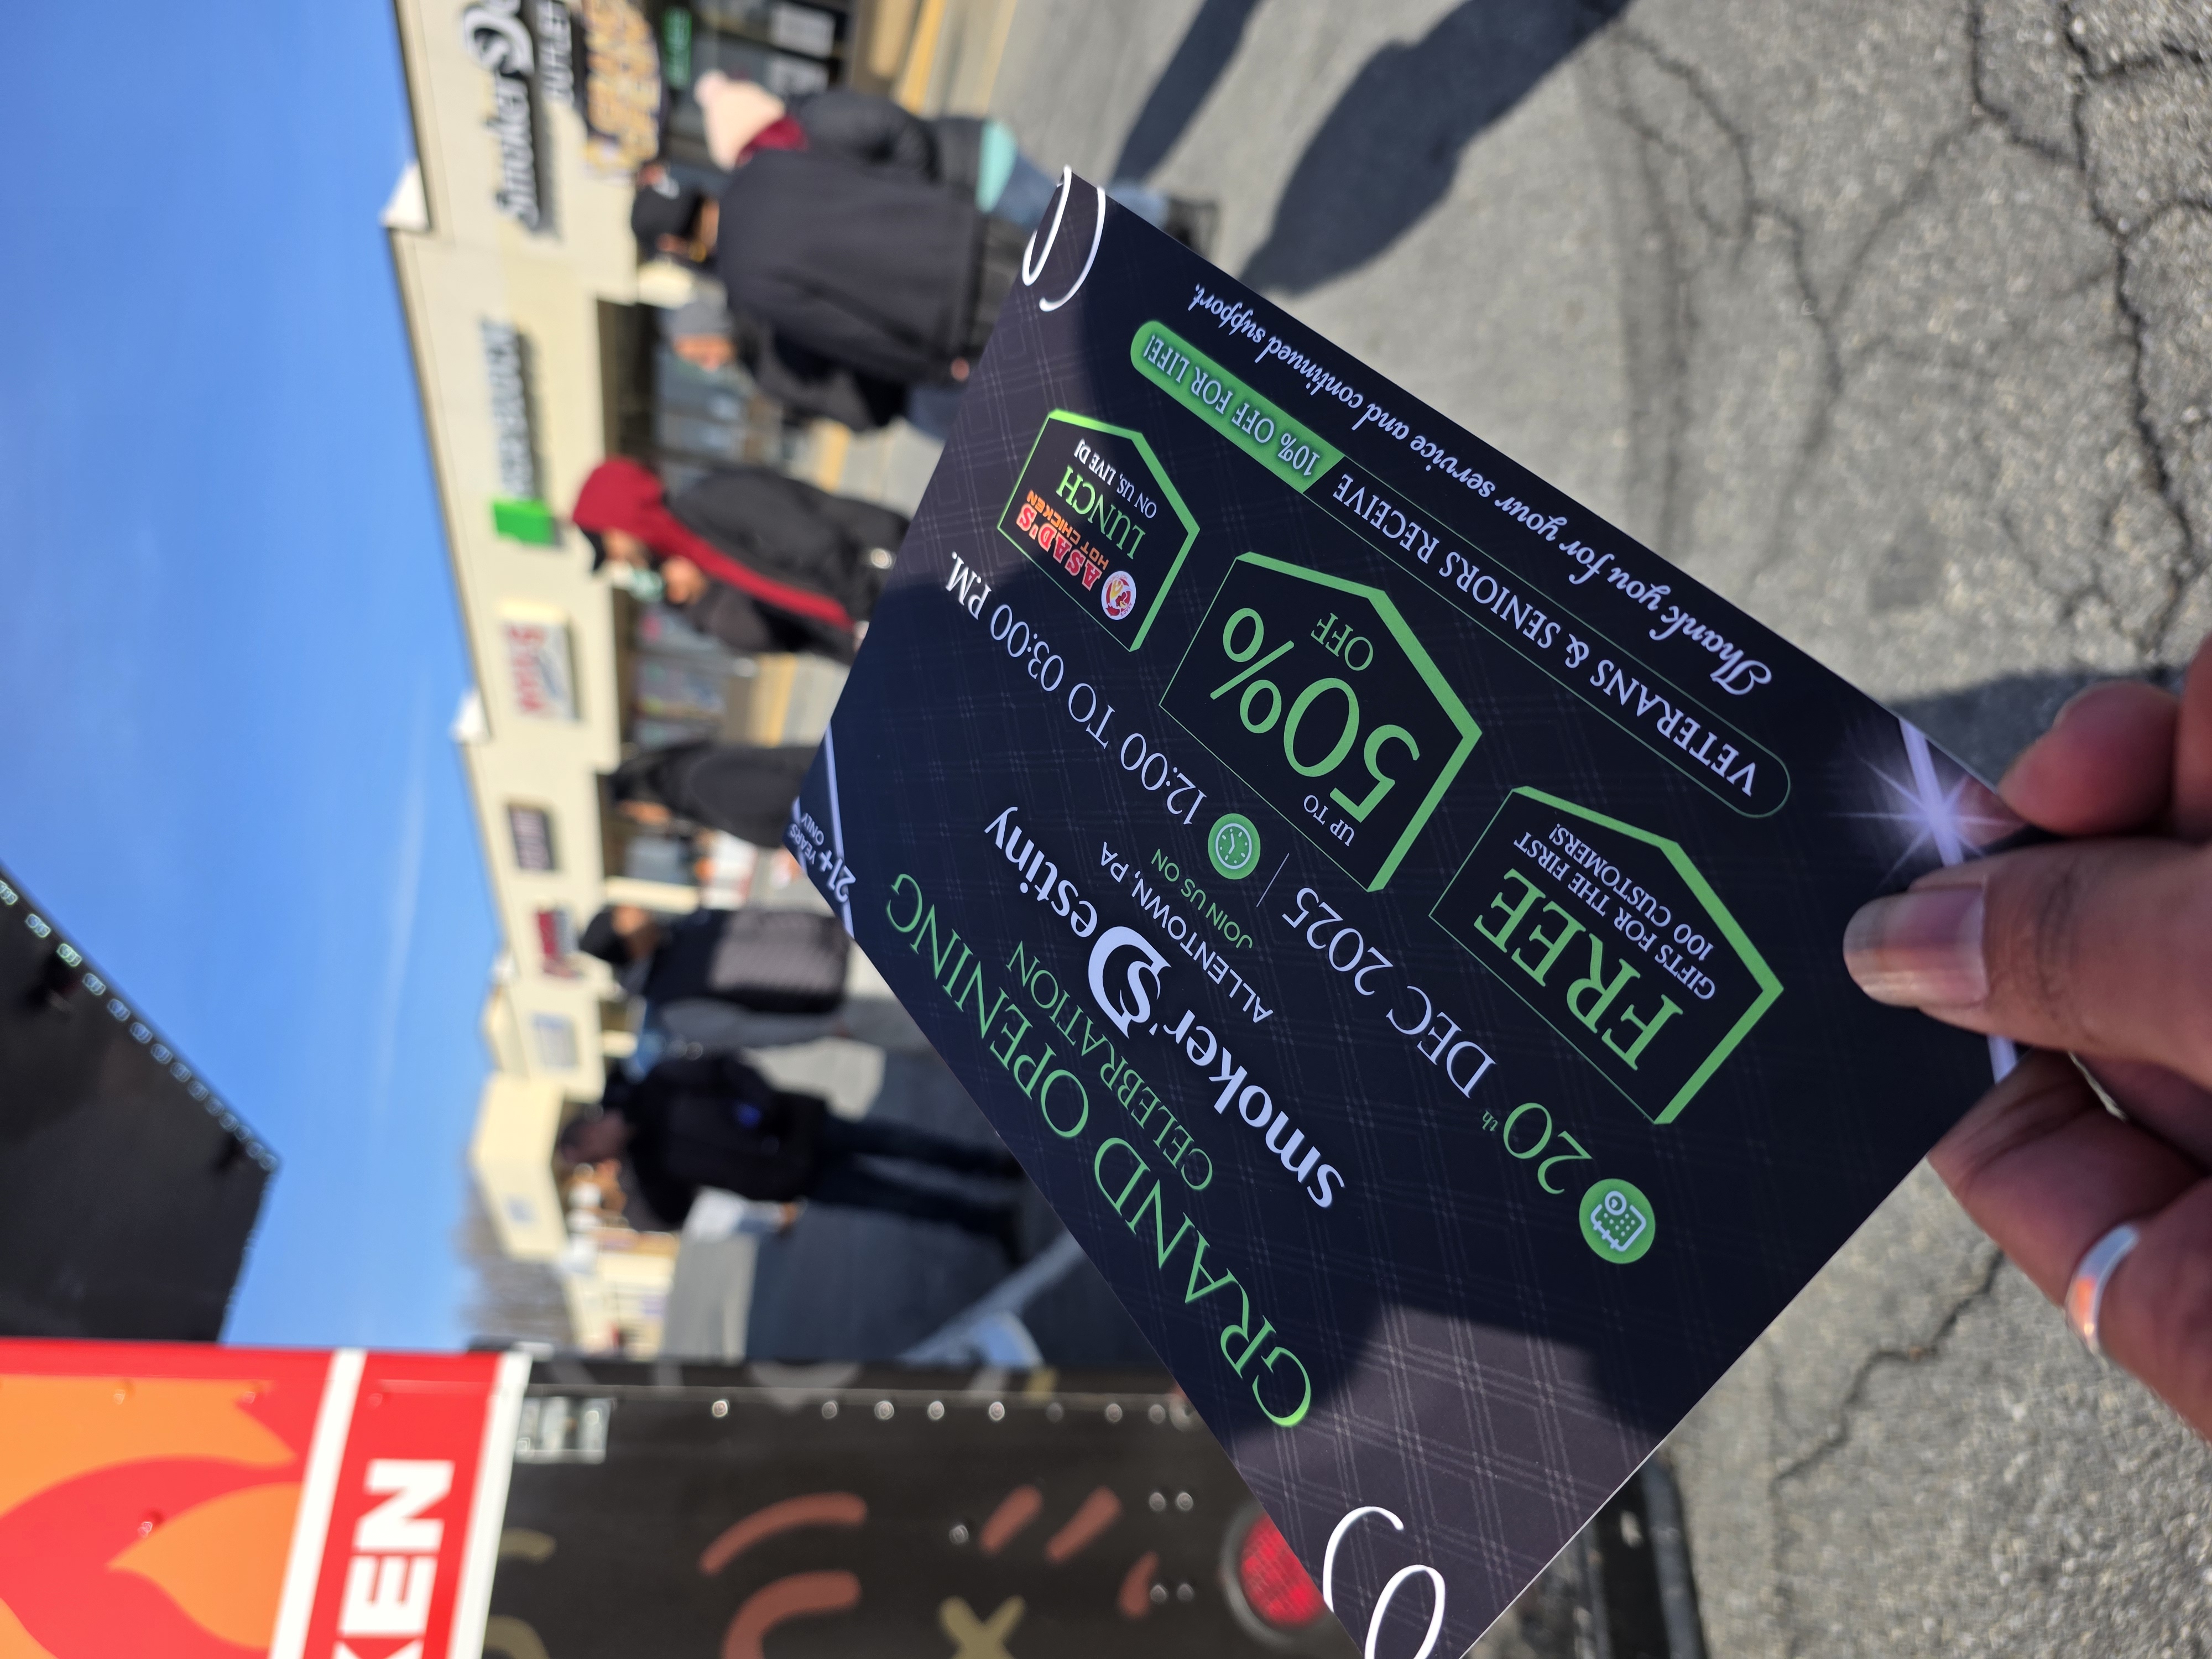 21+
YEARS
ONLY
GRAND OPENING
CELEBRATION
smoker's Destiny
ALLENTOWN, PA
JOIN US ON
20th DEC 2025
12:00 TO 03:00 P.M.
FREE
GIFTS FOR THE FIRST
100 CUSTOMERS!
UP TO
50%
OFF
ASAD'S
HOT CHICKEN
LUNCH
ON US, LIVE DJ
VETERANS & SENIORS RECEIVE 10% OFF FOR LIFE!
Thank you for your service and continued support.
Smoker's
KEN